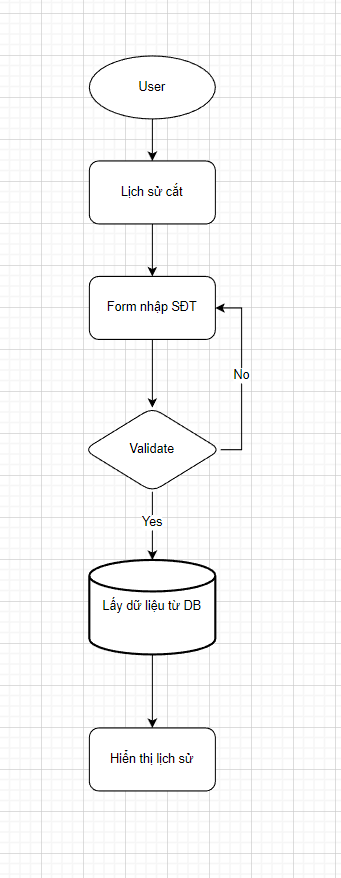 User
Lịch sử cắt
Form nhập SĐT
No
Validate
Yes
Lấy dữ liệu từ DB
Hiển thị lịch sử